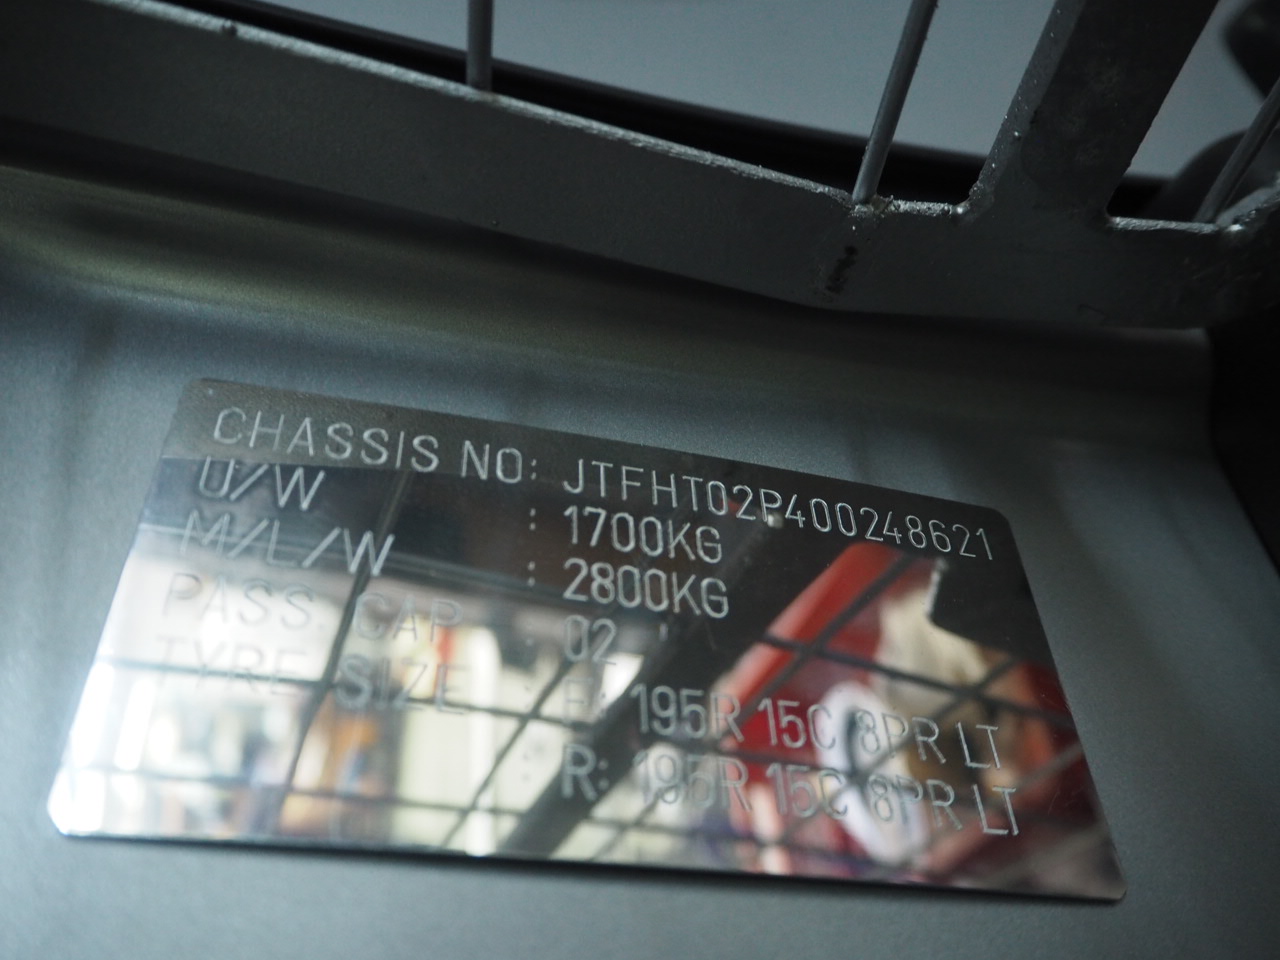 CHASSIS NO: JTFHT02P400248621
U/W : 1700KG
M/L/W : 2800KG
PASS. CAP : 02
TYRE SIZE : F: 195R 15C 8PR LT
: R: 195R 15C 8PR LT